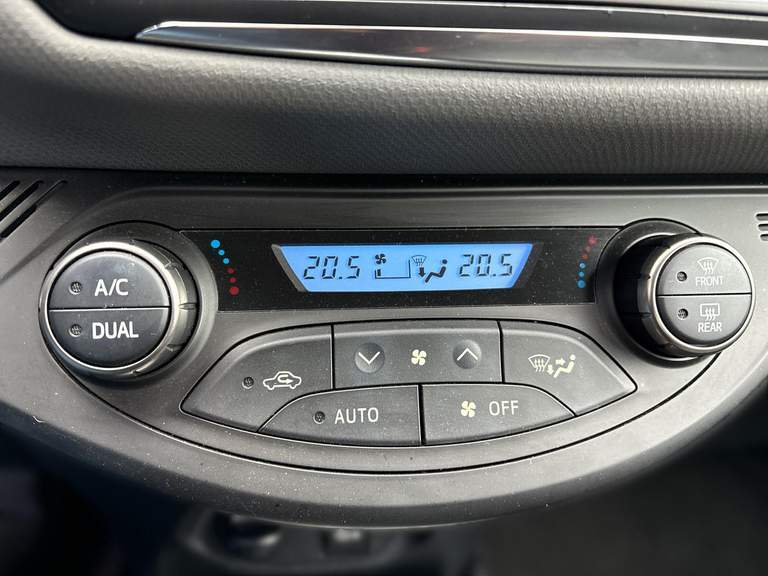 A/C
DUAL
20.5 20.5
FRONT
REAR
AUTO
OFF